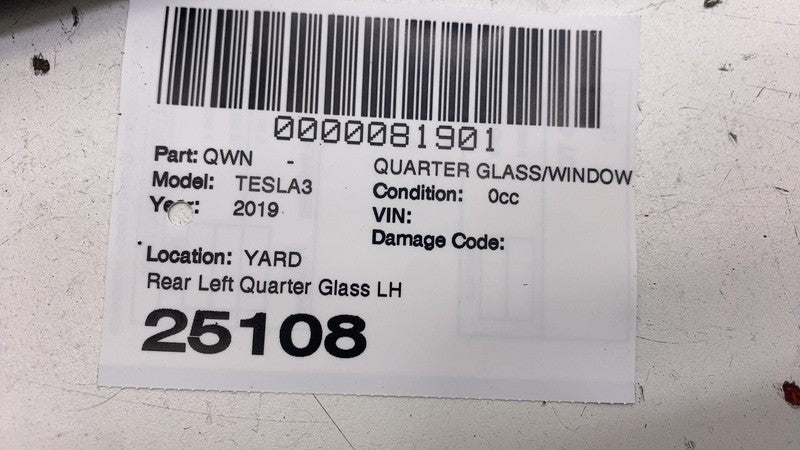 0000081901
Part: QWN - QUARTER GLASS/WINDOW
Model: TESLA3 Condition: 0cc
Year: 2019 VIN:
Damage Code:
Location: YARD
Rear Left Quarter Glass LH
25108